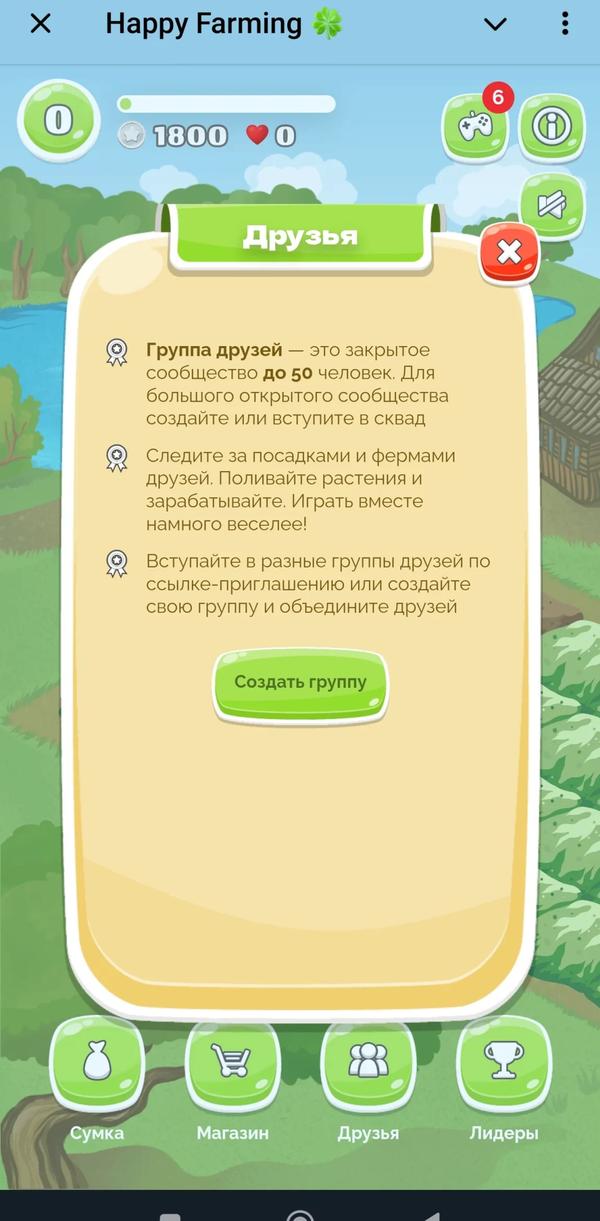 Happy Farming 🍀
0
1800
0
6
Друзья
Группа друзей — это закрытое
сообщество до 50 человек. Для
большого открытого сообщества
создайте или вступите в сквад
Следите за посадками и фермами
друзей. Поливайте растения и
зарабатывайте. Играть вместе
намного веселее!
Вступайте в разные группы друзей по
ссылке-приглашению или создайте
свою группу и объедините друзей
Создать группу
Сумка
Магазин
Друзья
Лидеры